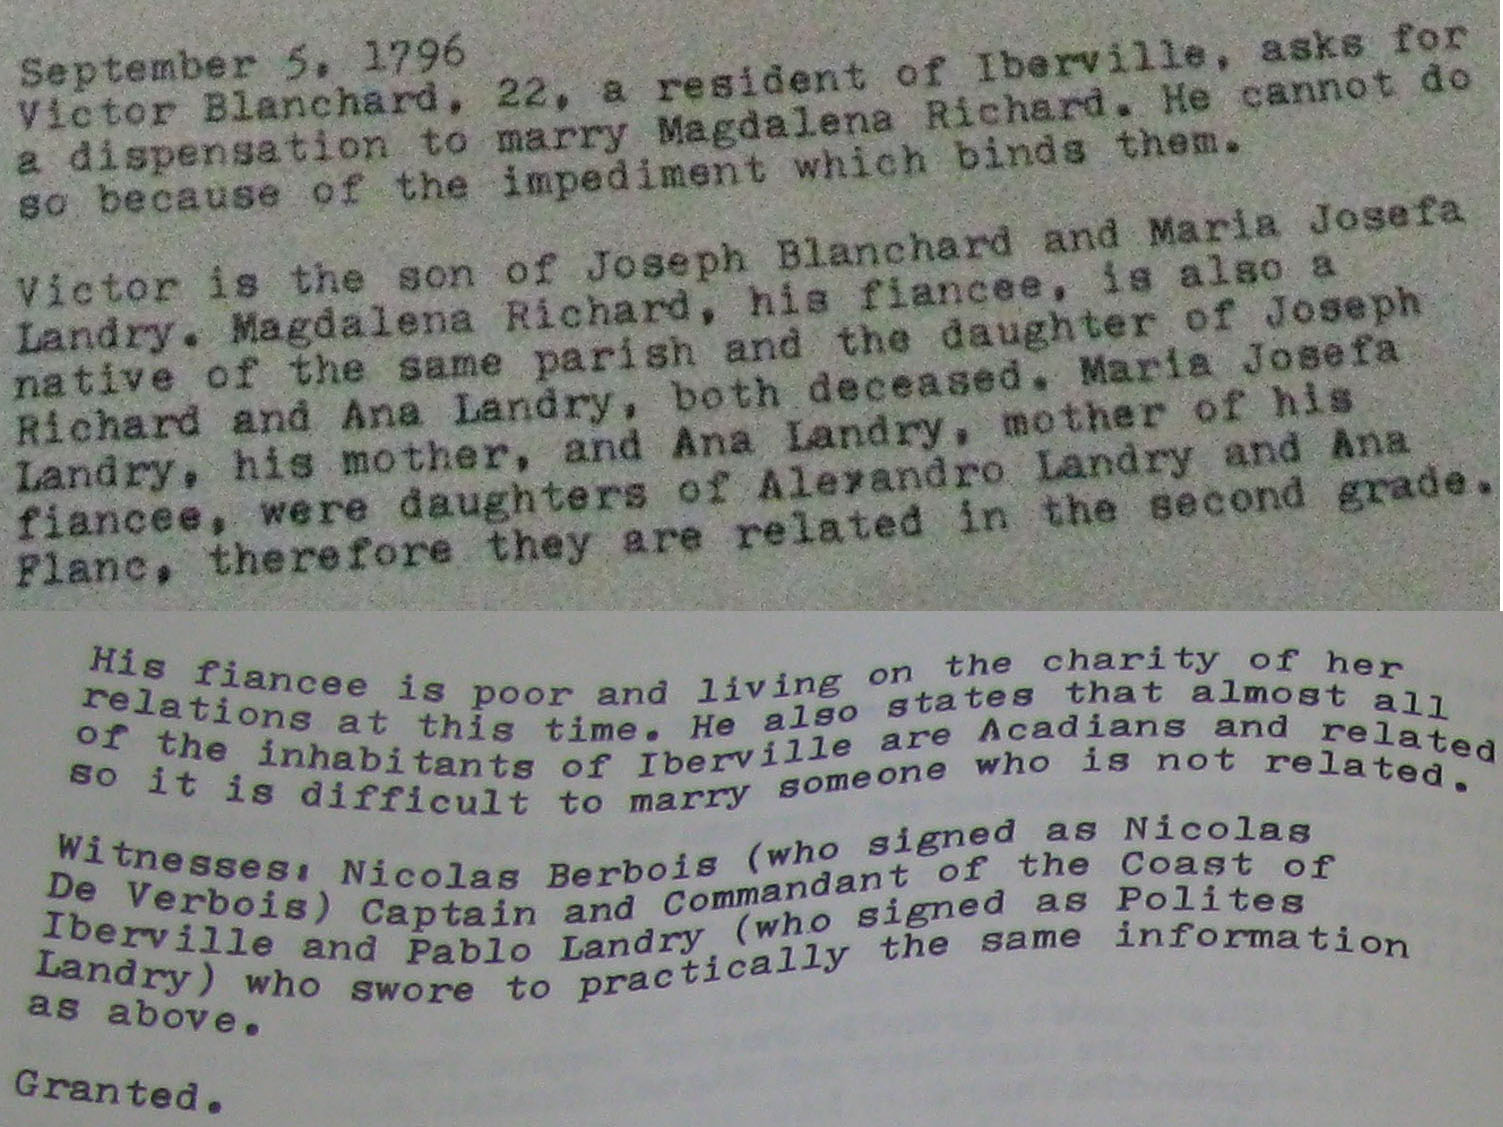 September 5, 1796
Victor Blanchard, 22, a resident of Iberville, asks for
a dispensation to marry Magdalena Richard. He cannot do
so because of the impediment which binds them.
Victor is the son of Joseph Blanchard and Maria Josefa
Landry. Magdalena Richard, his fiancee, is also a
native of the same parish and the daughter of Joseph
Richard and Ana Landry, both deceased. Maria Josefa
Landry, his mother, and Ana Landry, mother of his
fiancee, were daughters of Alexandro Landry and Ana
Flanc, therefore they are related in the second grade.
His fiancee is poor and living on the charity of her
relations at this time. He also states that almost all
of the inhabitants of Iberville are Acadians and related
so it is difficult to marry someone who is not related.
Witnesses: Nicolas Berbois (who signed as Nicolas
De Verbois) Captain and Commandant of the Coast of
Iberville and Pablo Landry (who signed as Polites
Landry) who swore to practically the same information
as above.
Granted.